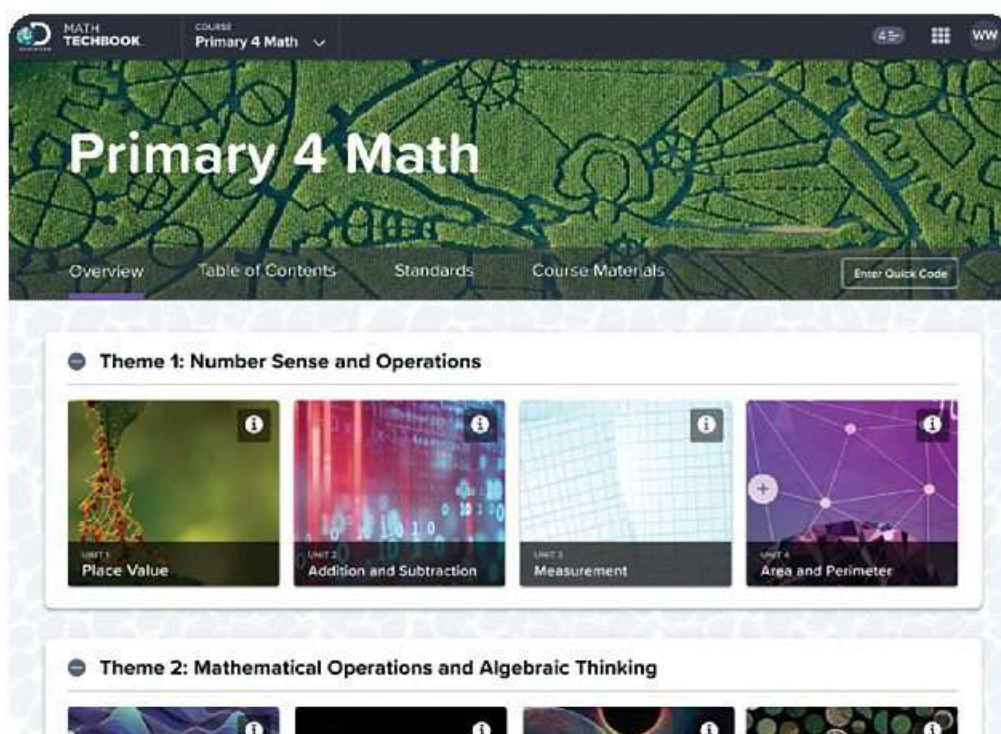 MATH
TECHBOOK
COURSE
Primary 4 Math
WW
Primary 4 Math
Overview
Table of Contents
Standards
Course Materials
Enter Quick Code
Theme 1: Number Sense and Operations
UNIT 1
Place Value
UNIT 2
Addition and Subtraction
UNIT 3
Measurement
UNIT 4
Area and Perimeter
Theme 2: Mathematical Operations and Algebraic Thinking